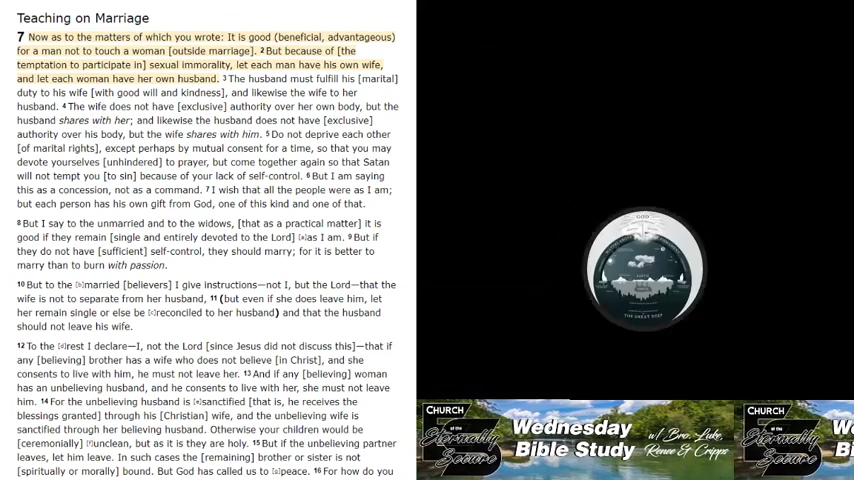 Teaching on Marriage
7 Now as to the matters of which you wrote: It is good (beneficial, advantageous)
for a man not to touch a woman [outside marriage]. 2 But because of [the
temptation to participate in] sexual immorality, let each man have his own wife,
and let each woman have her own husband. 3 The husband must fulfill his [marital]
duty to his wife [with good will and kindness], and likewise the wife to her
husband. 4 The wife does not have [exclusive] authority over her own body, but the
husband shares with her; and likewise the husband does not have [exclusive]
authority over his body, but the wife shares with him. 5 Do not deprive each other
[of marital rights], except perhaps by mutual consent for a time, so that you may
devote yourselves [unhindered] to prayer, but come together again so that Satan
will not tempt you [to sin] because of your lack of self-control. 6 But I am saying
this as a concession, not as a command. 7 I wish that all the people were as I am;
but each person has his own gift from God, one of this kind and one of that.
8 But I say to the unmarried and to the widows, [that as a practical matter] it is
good if they remain [single and entirely devoted to the Lord] [a]as I am. 9 But if
they do not have [sufficient] self-control, they should marry; for it is better to
marry than to burn with passion.
10 But to the [b]married [believers] I give instructions—not I, but the Lord—that the
wife is not to separate from her husband, 11 (but even if she does leave him, let
her remain single or else be [c]reconciled to her husband) and that the husband
should not leave his wife.
12 To the [d]rest I declare—I, not the Lord [since Jesus did not discuss this]—that if
any [believing] brother has a wife who does not believe [in Christ], and she
consents to live with him, he must not leave her. 13 And if any [believing] woman
has an unbelieving husband, and he consents to live with her, she must not leave
him. 14 For the unbelieving husband is [e]sanctified [that is, he receives the
blessings granted] through his [Christian] wife, and the unbelieving wife is
sanctified through her believing husband. Otherwise your children would be
[ceremonially] [f]unclean, but as it is they are holy. 15 But if the unbelieving partner
leaves, let him leave. In such cases the [remaining] brother or sister is not
[spiritually or morally] bound. But God has called us to [g]peace. 16 For how do you
GOD
EARTH
THE GREAT DEEP
CHURCH
of the
Eternally
Secure
Wednesday
Bible Study
w/ Bro. Luke,
Renee & Cripps
CHURCH
of the
Eternally
Secure
Wed
Bible